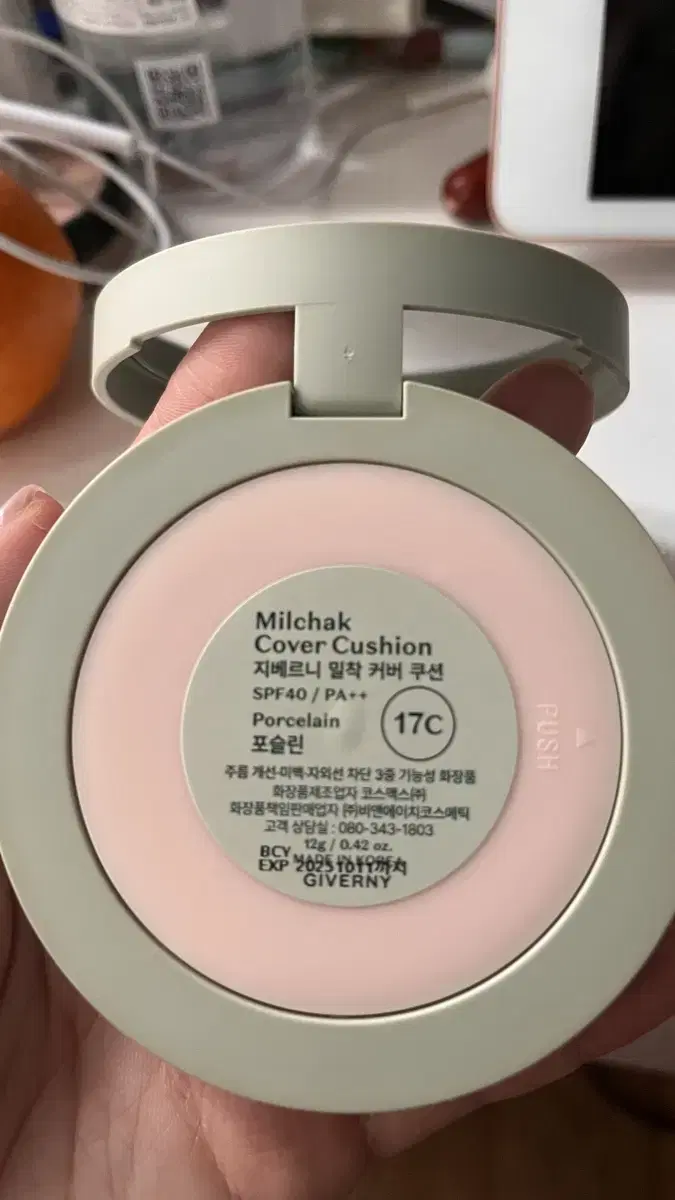 Milchak
Cover Cushion
지베르니 밀착 커버 쿠션
SPF40 / PA++
Porcelain
포슬린
17C
주름 개선·미백·자외선 차단 3중 기능성 화장품
화장품제조업자 코스맥스㈜
화장품책임판매업자 ㈜비앤에이치코스메틱
고객 상담실 : 080-343-1803
12g / 0.42 oz.
BCY
MADE IN KOREA
EXP 20251011까지
GIVERNY
PUSH